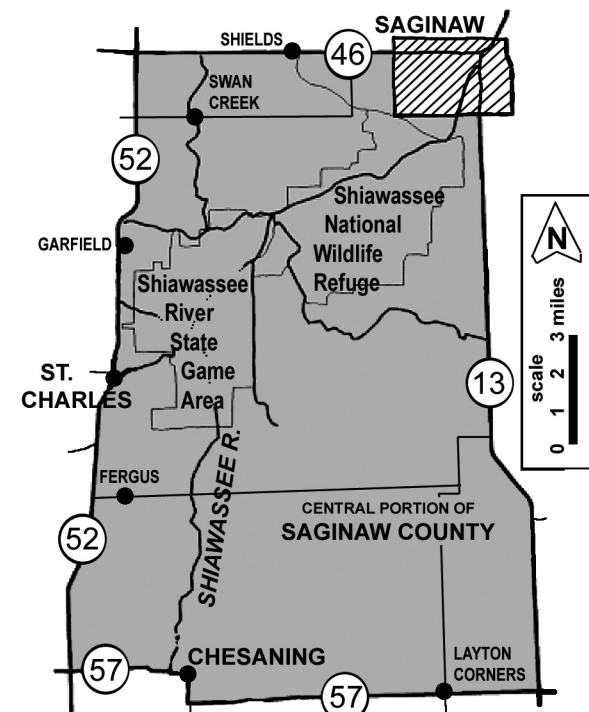 SAGINAW
SHIELDS
46
SWAN
CREEK
52
Shiawassee
National
Wildlife
Refuge
N
GARFIELD
Shiawassee
River
State
Game
Area
scale
0 1 2 3 miles
ST.
CHARLES
13
FERGUS
SHIAWASSEE R.
CENTRAL PORTION OF
SAGINAW COUNTY
52
57
CHESANING
LAYTON
CORNERS
57